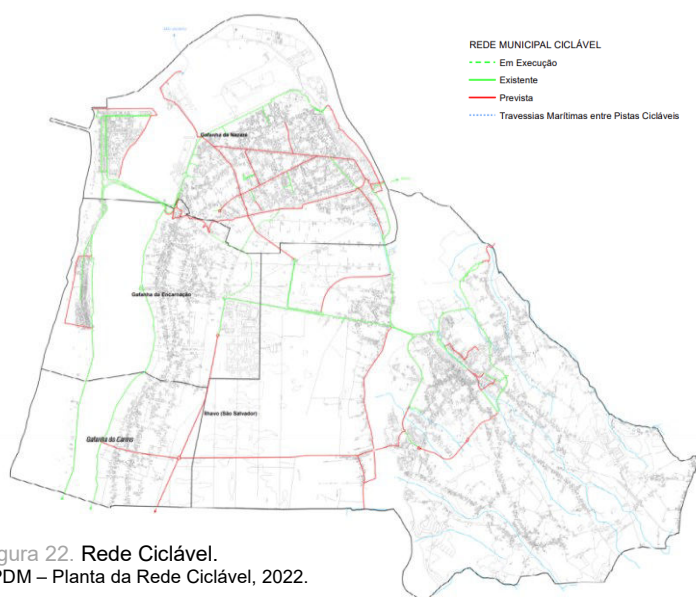 REDE MUNICIPAL CICLÁVEL
Em Execução
Existente
Prevista
Travessias Marítimas entre Pistas Cicláveis
Gafanha da Nazaré
Gafanha da Encarnação
Ílhavo (São Salvador)
Gafanha do Carmo
gura 22. Rede Ciclável.
PDM – Planta da Rede Ciclável, 2022.